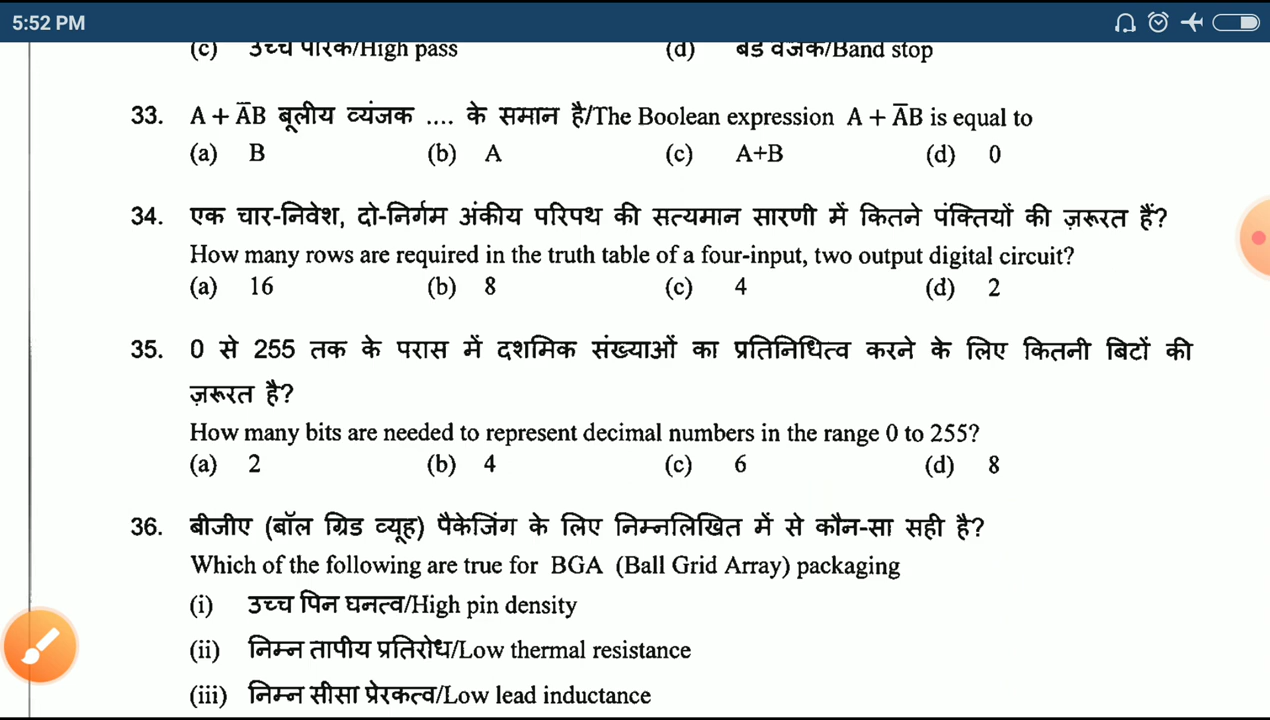 5:52 PM
(c) उच्च पारक/High pass (d) बैंड वर्जक/Band stop
33. A + A̅B बूलीय व्यंजक .... के समान है/The Boolean expression A + A̅B is equal to
(a) B (b) A (c) A+B (d) 0
34. एक चार-निवेश, दो-निर्गम अंकीय परिपथ की सत्यमान सारणी में कितने पंक्तियों की ज़रूरत हैं?
How many rows are required in the truth table of a four-input, two output digital circuit?
(a) 16 (b) 8 (c) 4 (d) 2
35. 0 से 255 तक के परास में दशमिक संख्याओं का प्रतिनिधित्व करने के लिए कितनी बिटों की
ज़रूरत है?
How many bits are needed to represent decimal numbers in the range 0 to 255?
(a) 2 (b) 4 (c) 6 (d) 8
36. बीजीए (बॉल ग्रिड व्यूह) पैकेजिंग के लिए निम्नलिखित में से कौन-सा सही है?
Which of the following are true for BGA (Ball Grid Array) packaging
(i) उच्च पिन घनत्व/High pin density
(ii) निम्न तापीय प्रतिरोध/Low thermal resistance
(iii) निम्न सीसा प्रेरकत्व/Low lead inductance